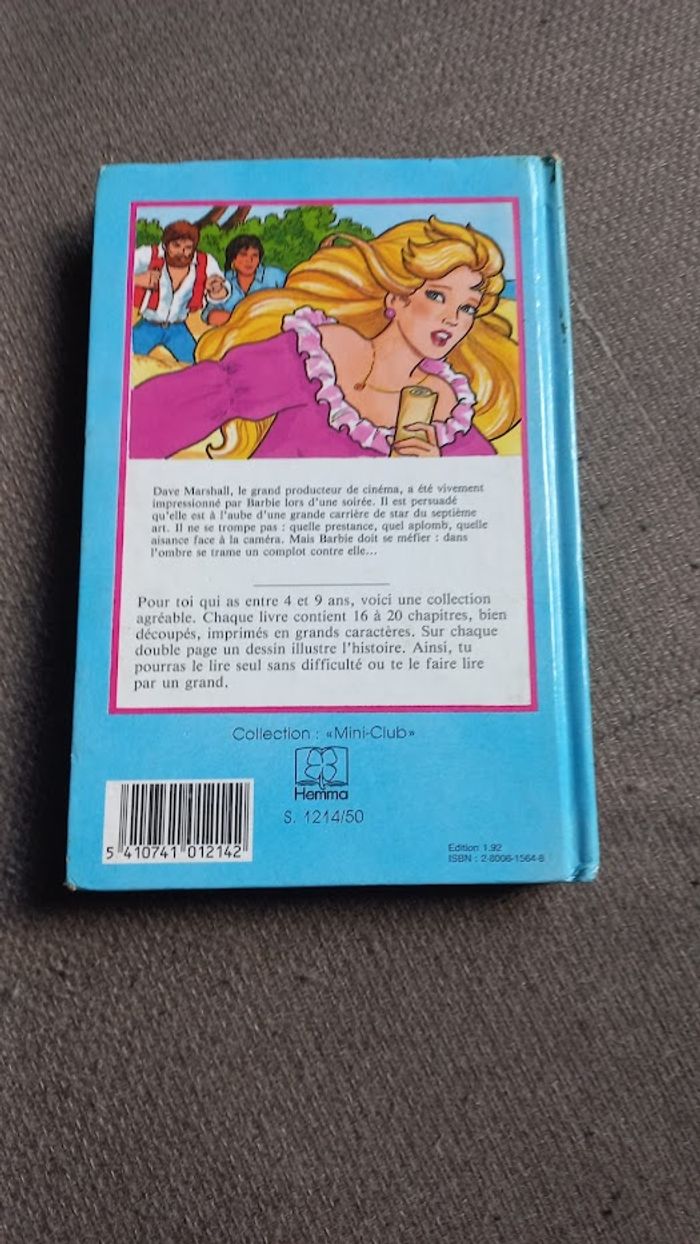 Dave Marshall, le grand producteur de cinéma, a été vivement
impressionné par Barbie lors d'une soirée. Il est persuadé
qu'elle est à l'aube d'une grande carrière de star du septième
art. Il ne se trompe pas : quelle prestance, quel aplomb, quelle
aisance face à la caméra. Mais Barbie doit se méfier : dans
l'ombre se trame un complot contre elle...
Pour toi qui as entre 4 et 9 ans, voici une collection
agréable. Chaque livre contient 16 à 20 chapitres, bien
découpés, imprimés en grands caractères. Sur chaque
double page un dessin illustre l'histoire. Ainsi, tu
pourras le lire seul sans difficulté ou te le faire lire
par un grand.
Collection : «Mini-Club»
Hemma
S. 1214/50
5 410741 012142
Edition 1.92
ISBN : 2-8006-1564-8